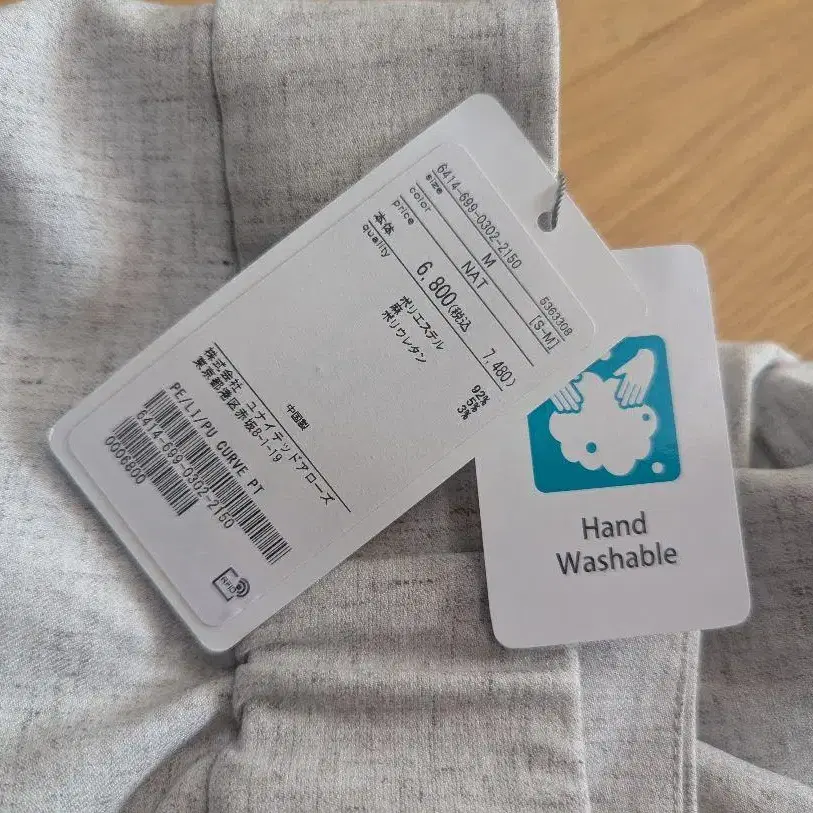 6414-699-0302-2150 5363308
size M [S-M]
color NAT
price
本体 6,800(税込 7,480)
quality
ポリエステル 92%
麻 5%
ポリウレタン 3%
中国製
株式会社 ユナイテッドアローズ
東京都港区赤坂8-1-19
PE/LI/PU CURVE PT
6414-699-0302-2150
0006800
RFID
Hand
Washable